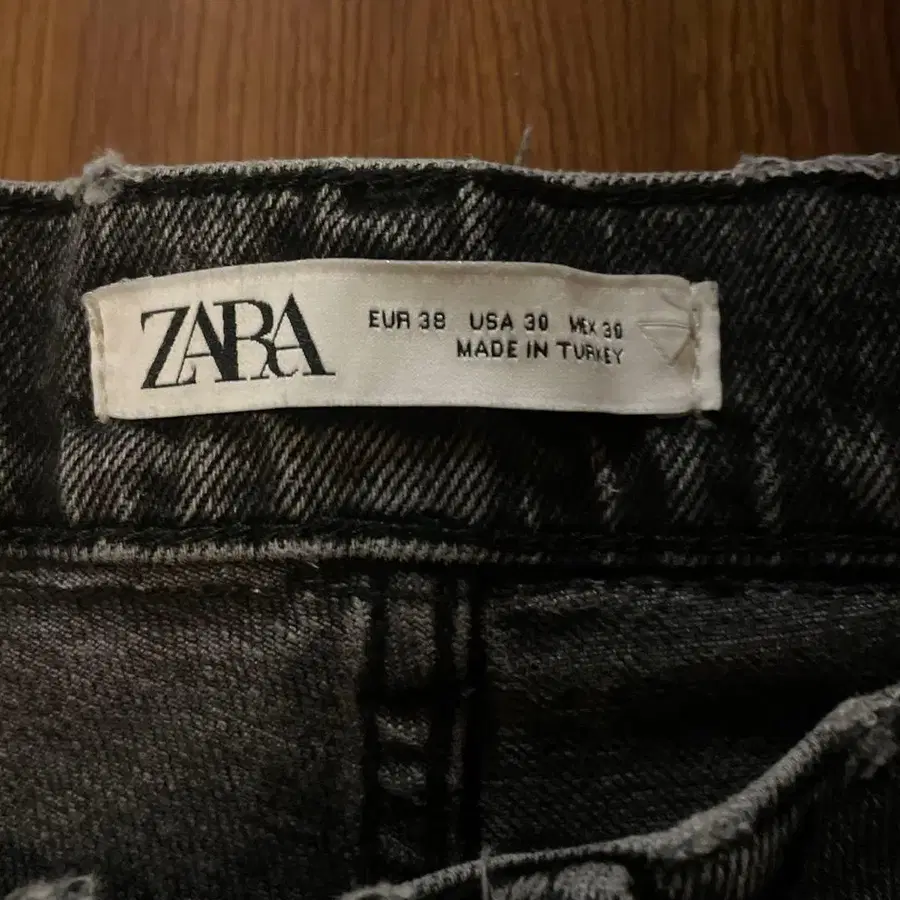 ZARA
EUR 38 USA 30 MEX 30
MADE IN TURKEY